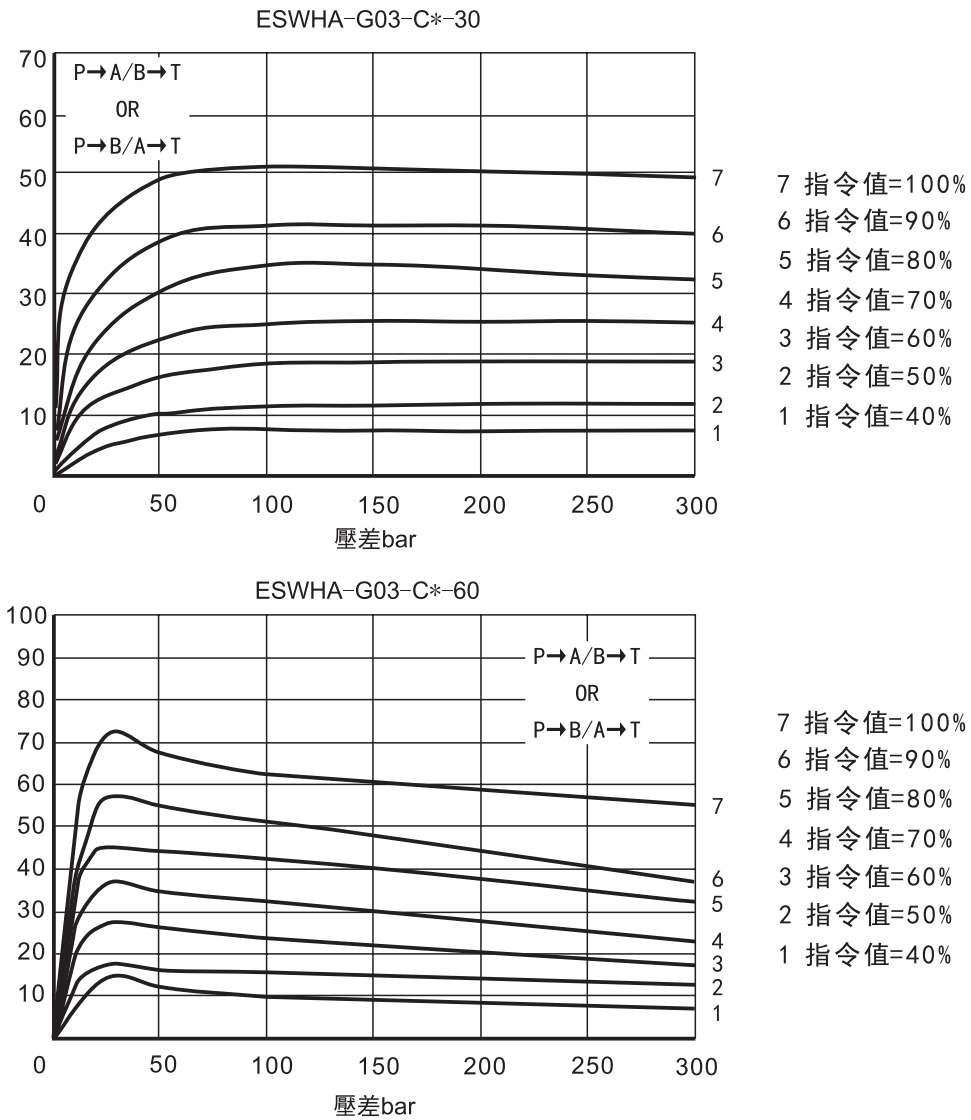 ESWHA-G03-C*-30
70
P→A/B→T
60
OR
P→B/A→T
50
7
7 指令值=100%
40
6
6 指令值=90%
5 指令值=80%
30
5
4 指令值=70%
4
3 指令值=60%
20
3
2 指令值=50%
10
2
1 指令值=40%
1
0 50 100 150 200 250 300
壓差bar
ESWHA-G03-C*-60
100
90
P→A/B→T
80
OR
70
P→B/A→T
7 指令值=100%
60
6 指令值=90%
7
50
5 指令值=80%
40
4 指令值=70%
6
3 指令值=60%
30
5
2 指令值=50%
4
20
3
1 指令值=40%
2
10
1
0 50 100 150 200 250 300
壓差bar